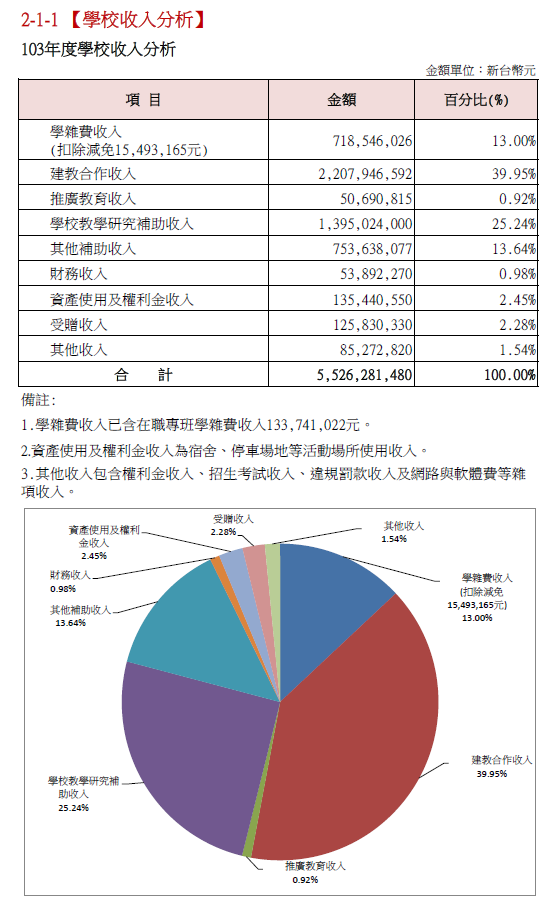 2-1-1 【學校收入分析】
103年度學校收入分析
金額單位：新台幣元
項 目 金額 百分比(%)
學雜費收入
(扣除減免15,493,165元) 718,546,026 13.00%
建教合作收入 2,207,946,592 39.95%
推廣教育收入 50,690,815 0.92%
學校教學研究補助收入 1,395,024,000 25.24%
其他補助收入 753,638,077 13.64%
財務收入 53,892,270 0.98%
資產使用及權利金收入 135,440,550 2.45%
受贈收入 125,830,330 2.28%
其他收入 85,272,820 1.54%
合 計 5,526,281,480 100.00%
備註:
1.學雜費收入已含在職專班學雜費收入133,741,022元。
2.資產使用及權利金收入為宿舍、停車場地等活動場所使用收入。
3.其他收入包含權利金收入、招生考試收入、違規罰款收入及網路與軟體費等雜
項收入。
受贈收入
2.28%
其他收入
1.54%
資產使用及權利
金收入
2.45%
財務收入
0.98%
其他補助收入
13.64%
學雜費收入
(扣除減免
15,493,165元)
13.00%
建教合作收入
39.95%
學校教學研究補
助收入
25.24%
推廣教育收入
0.92%